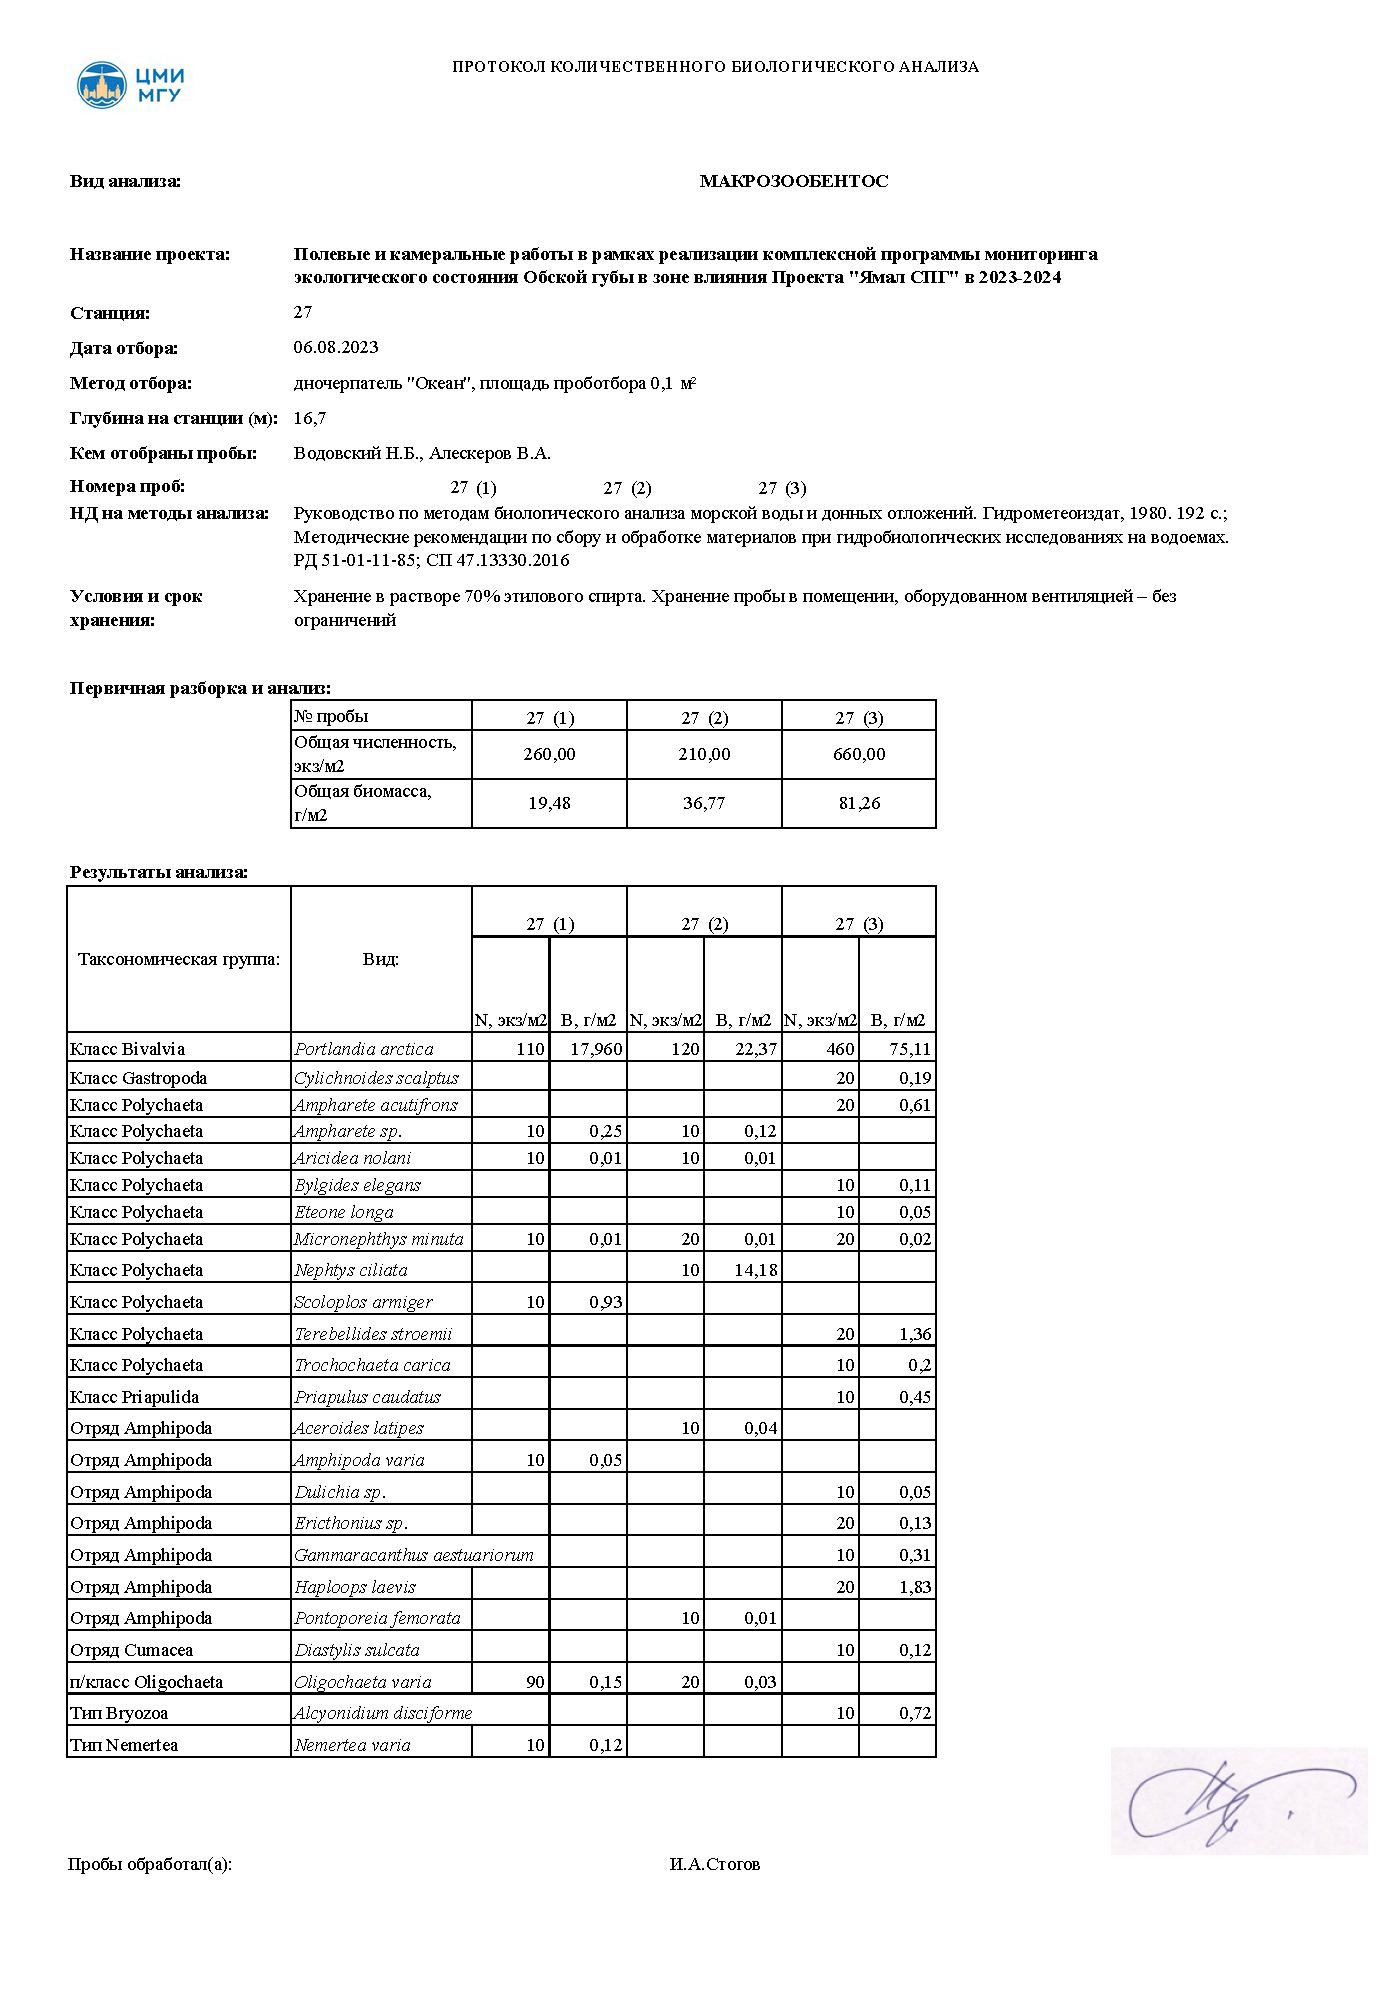 ЦМИ
МГУ
ПРОТОКОЛ КОЛИЧЕСТВЕННОГО БИОЛОГИЧЕСКОГО АНАЛИЗА
Вид анализа: МАКРОЗООБЕНТОС
Название проекта: Полевые и камеральные работы в рамках реализации комплексной программы мониторинга
экологического состояния Обской губы в зоне влияния Проекта "Ямал СПГ" в 2023-2024
Станция: 27
Дата отбора: 06.08.2023
Метод отбора: дночерпатель "Океан", площадь проботбора 0,1 м²
Глубина на станции (м): 16,7
Кем отобраны пробы: Водовский Н.Б., Алескеров В.А.
Номера проб: 27 (1) 27 (2) 27 (3)
НД на методы анализа: Руководство по методам биологического анализа морской воды и донных отложений. Гидрометеоиздат, 1980. 192 с.;
Методические рекомендации по сбору и обработке материалов при гидробиологических исследованиях на водоемах.
РД 51-01-11-85; СП 47.13330.2016
Условия и срок Хранение в растворе 70% этилового спирта. Хранение пробы в помещении, оборудованном вентиляцией – без
хранения: ограничений
Первичная разборка и анализ:
№ пробы 27 (1) 27 (2) 27 (3)
Общая численность,
экз/м2 260,00 210,00 660,00
Общая биомасса,
г/м2 19,48 36,77 81,26
Результаты анализа:
Таксономическая группа: Вид: 27 (1) 27 (2) 27 (3)
N, экз/м2 В, г/м2 N, экз/м2 В, г/м2 N, экз/м2 В, г/м2
Класс Bivalvia Portlandia arctica 110 17,960 120 22,37 460 75,11
Класс Gastropoda Cylichnoides scalptus 20 0,19
Класс Polychaeta Ampharete acutifrons 20 0,61
Класс Polychaeta Ampharete sp. 10 0,25 10 0,12
Класс Polychaeta Aricidea nolani 10 0,01 10 0,01
Класс Polychaeta Bylgides elegans 10 0,11
Класс Polychaeta Eteone longa 10 0,05
Класс Polychaeta Micronephthys minuta 10 0,01 20 0,01 20 0,02
Класс Polychaeta Nephtys ciliata 10 14,18
Класс Polychaeta Scoloplos armiger 10 0,93
Класс Polychaeta Terebellides stroemii 20 1,36
Класс Polychaeta Trochochaeta carica 10 0,2
Класс Priapulida Priapulus caudatus 10 0,45
Отряд Amphipoda Aceroides latipes 10 0,04
Отряд Amphipoda Amphipoda varia 10 0,05
Отряд Amphipoda Dulichia sp. 10 0,05
Отряд Amphipoda Ericthonius sp. 20 0,13
Отряд Amphipoda Gammaracanthus aestuariorum 10 0,31
Отряд Amphipoda Haploops laevis 20 1,83
Отряд Amphipoda Pontoporeia femorata 10 0,01
Отряд Cumacea Diastylis sulcata 10 0,12
п/класс Oligochaeta Oligochaeta varia 90 0,15 20 0,03
Тип Bryozoa Alcyonidium disciforme 10 0,72
Тип Nemertea Nemertea varia 10 0,12
Пробы обработал(а): И.А.Стогов